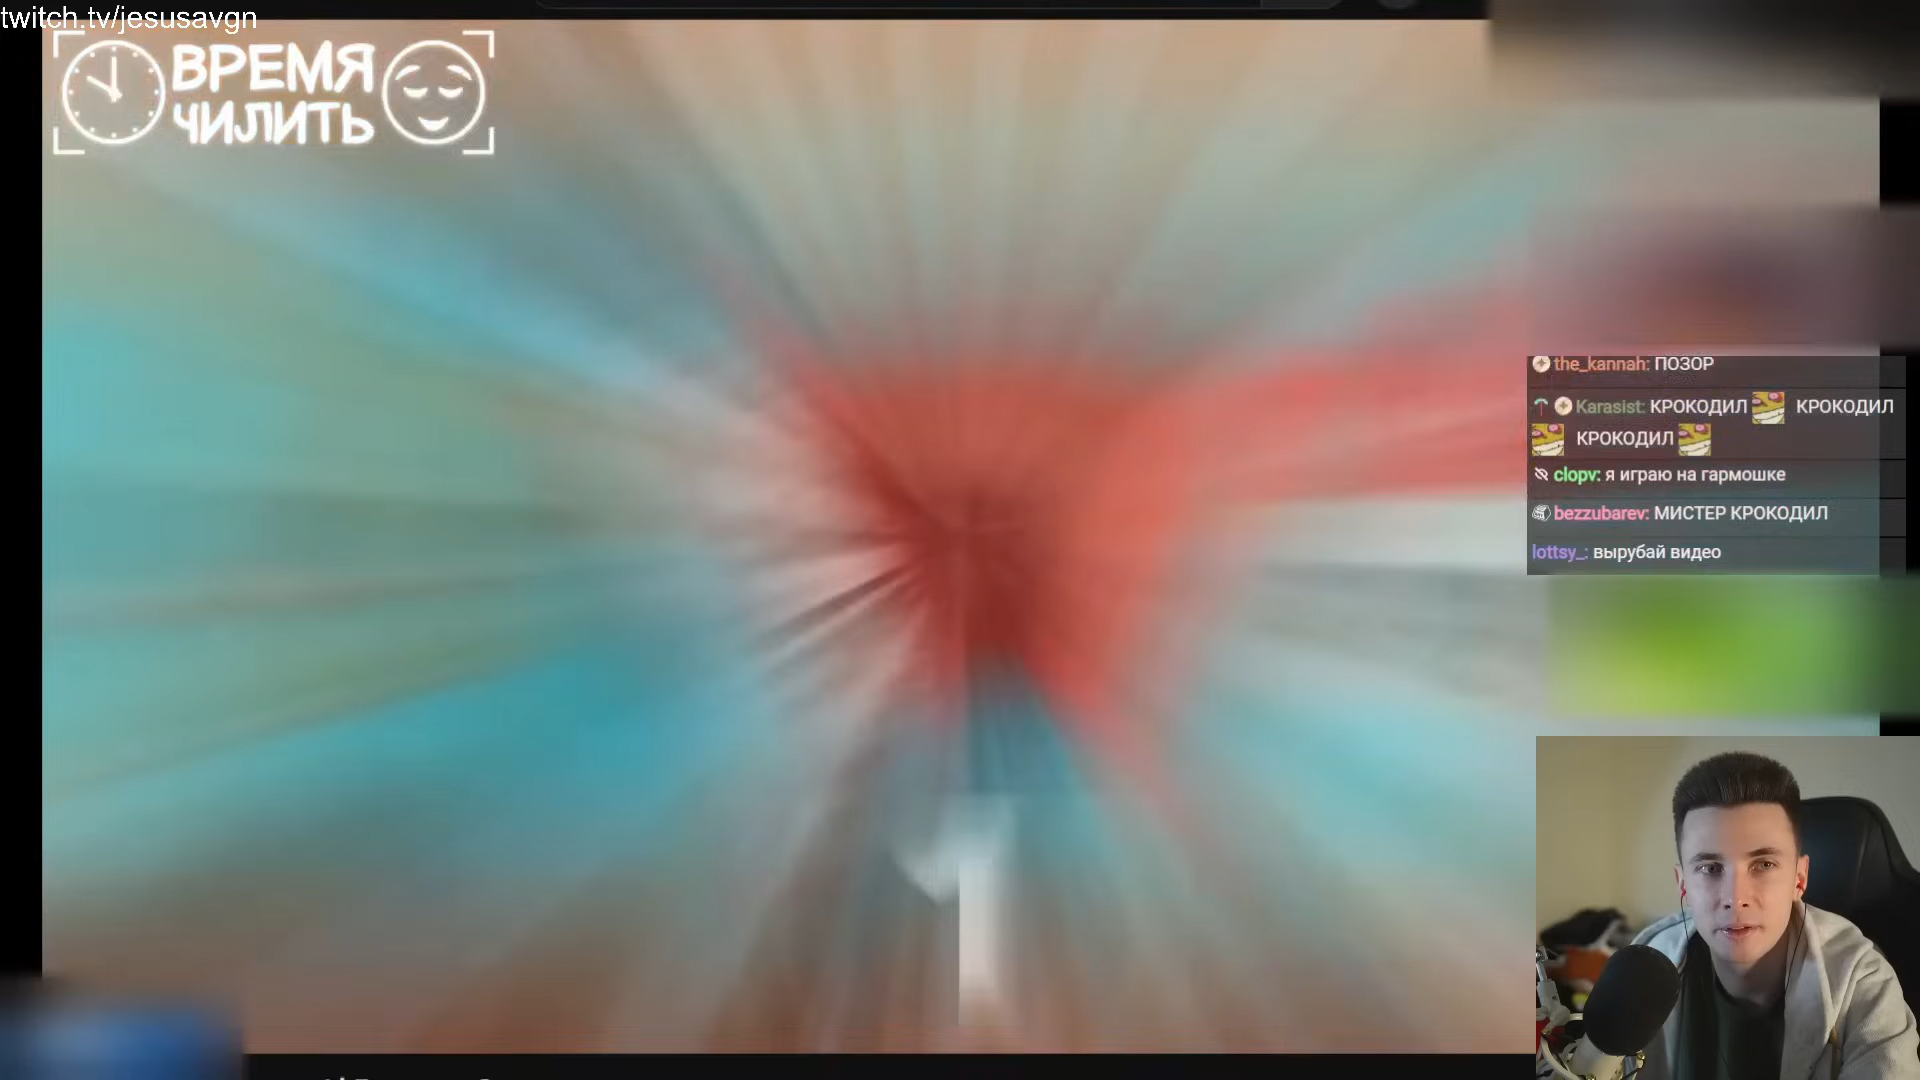 twitch.tv/jesusavgn
ВРЕМЯ
ЧИЛИТЬ
the_kannah: ПОЗОР
Karasist: КРОКОДИЛ КРОКОДИЛ
КРОКОДИЛ
clopv: я играю на гармошке
bezzubarev: МИСТЕР КРОКОДИЛ
lottsy_: вырубай видео